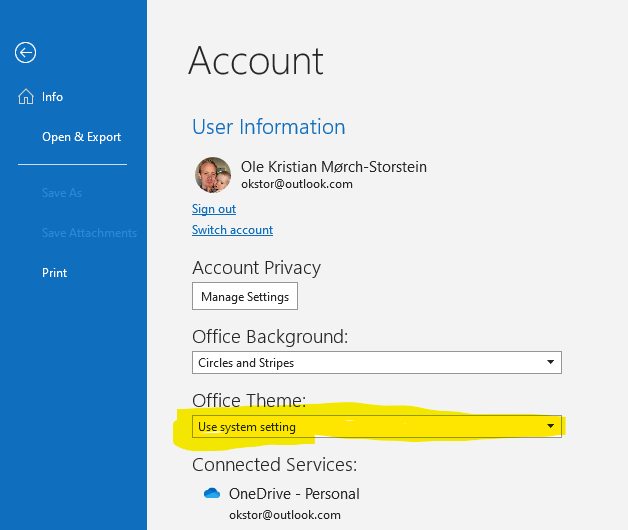 Account
Info
Open & Export
Save As
Save Attachments
Print
User Information
Ole Kristian Mørch-Storstein
okstor@outlook.com
Sign out
Switch account
Account Privacy
Manage Settings
Office Background:
Circles and Stripes
Office Theme:
Use system setting
Connected Services:
OneDrive - Personal
okstor@outlook.com